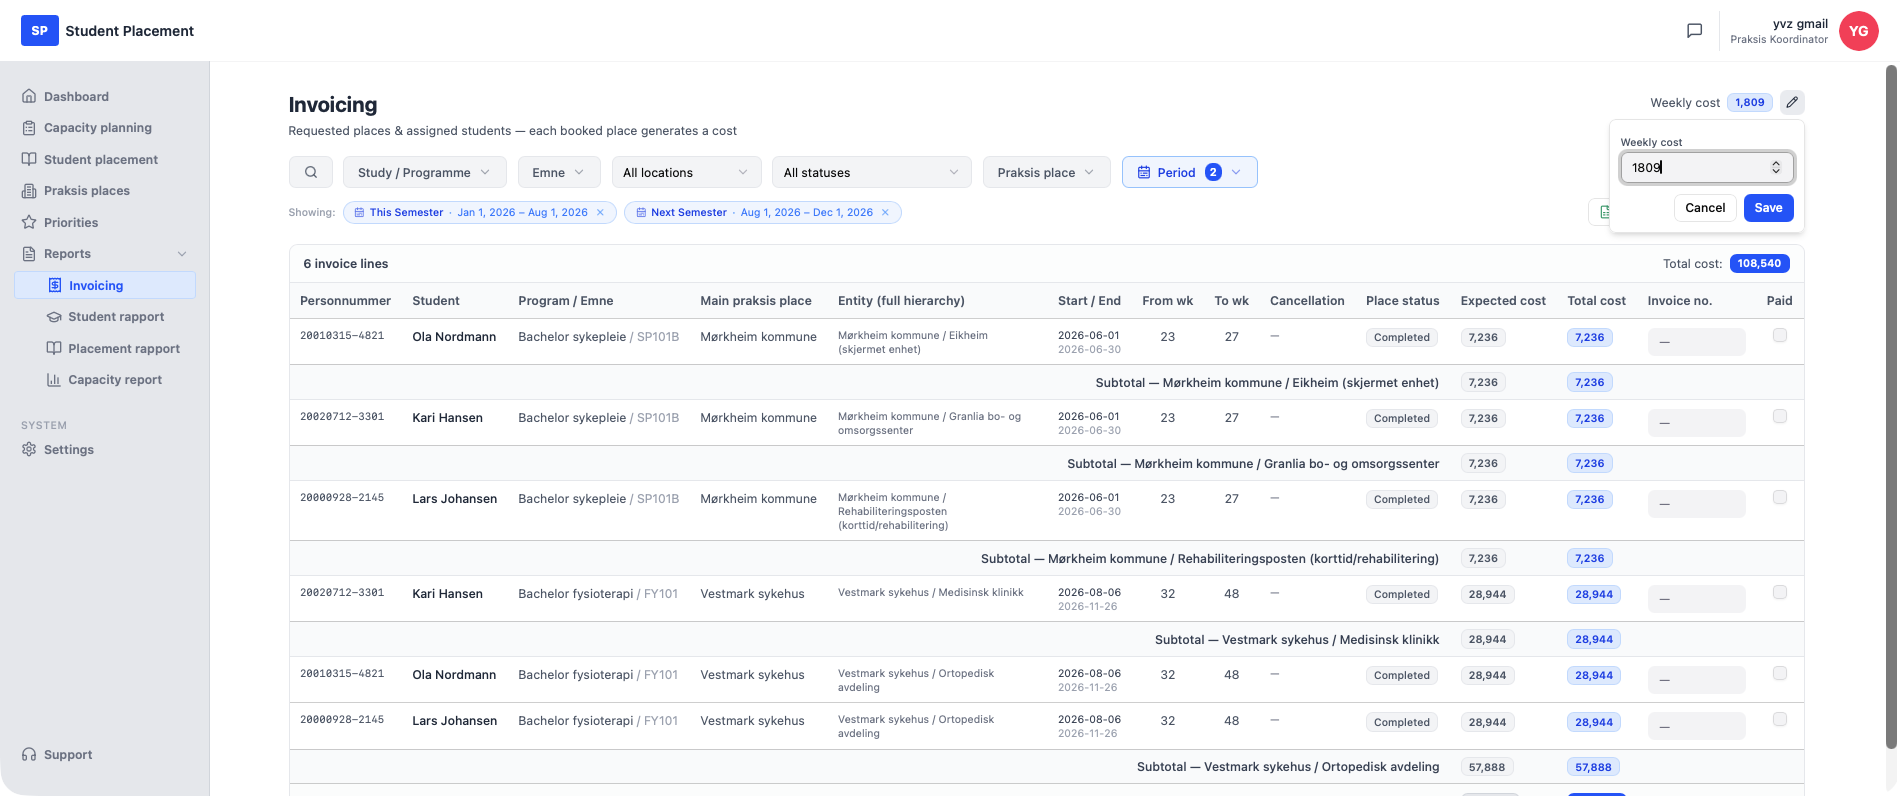 SP Student Placement
yvz gmail
Praksis Koordinator
YG
Dashboard
Capacity planning
Student placement
Praksis places
Priorities
Reports
Invoicing
Student rapport
Placement rapport
Capacity report
SYSTEM
Settings
Support
Invoicing
Requested places & assigned students — each booked place generates a cost
Weekly cost 1,809
Weekly cost
1809
Cancel Save
Study / Programme Emne All locations All statuses Praksis place Period 2
Showing: This Semester · Jan 1, 2026 – Aug 1, 2026 × Next Semester · Aug 1, 2026 – Dec 1, 2026 ×
6 invoice lines Total cost: 108,540
Personnummer Student Program / Emne Main praksis place Entity (full hierarchy) Start / End From wk To wk Cancellation Place status Expected cost Total cost Invoice no. Paid
20010315–4821 Ola Nordmann Bachelor sykepleie / SP101B Mørkheim kommune Mørkheim kommune / Eikheim 2026-06-01 23 27 — Completed 7,236 7,236 —
(skjermet enhet) 2026-06-30
Subtotal — Mørkheim kommune / Eikheim (skjermet enhet) 7,236 7,236
20020712–3301 Kari Hansen Bachelor sykepleie / SP101B Mørkheim kommune Mørkheim kommune / Granlia bo- og 2026-06-01 23 27 — Completed 7,236 7,236 —
omsorgssenter 2026-06-30
Subtotal — Mørkheim kommune / Granlia bo- og omsorgssenter 7,236 7,236
20000928–2145 Lars Johansen Bachelor sykepleie / SP101B Mørkheim kommune Mørkheim kommune / 2026-06-01 23 27 — Completed 7,236 7,236 —
Rehabiliteringsposten 2026-06-30
(korttid/rehabilitering)
Subtotal — Mørkheim kommune / Rehabiliteringsposten (korttid/rehabilitering) 7,236 7,236
20020712–3301 Kari Hansen Bachelor fysioterapi / FY101 Vestmark sykehus Vestmark sykehus / Medisinsk klinikk 2026-08-06 32 48 — Completed 28,944 28,944 —
2026-11-26
Subtotal — Vestmark sykehus / Medisinsk klinikk 28,944 28,944
20010315–4821 Ola Nordmann Bachelor fysioterapi / FY101 Vestmark sykehus Vestmark sykehus / Ortopedisk 2026-08-06 32 48 — Completed 28,944 28,944 —
avdeling 2026-11-26
20000928–2145 Lars Johansen Bachelor fysioterapi / FY101 Vestmark sykehus Vestmark sykehus / Ortopedisk 2026-08-06 32 48 — Completed 28,944 28,944 —
avdeling 2026-11-26
Subtotal — Vestmark sykehus / Ortopedisk avdeling 57,888 57,888